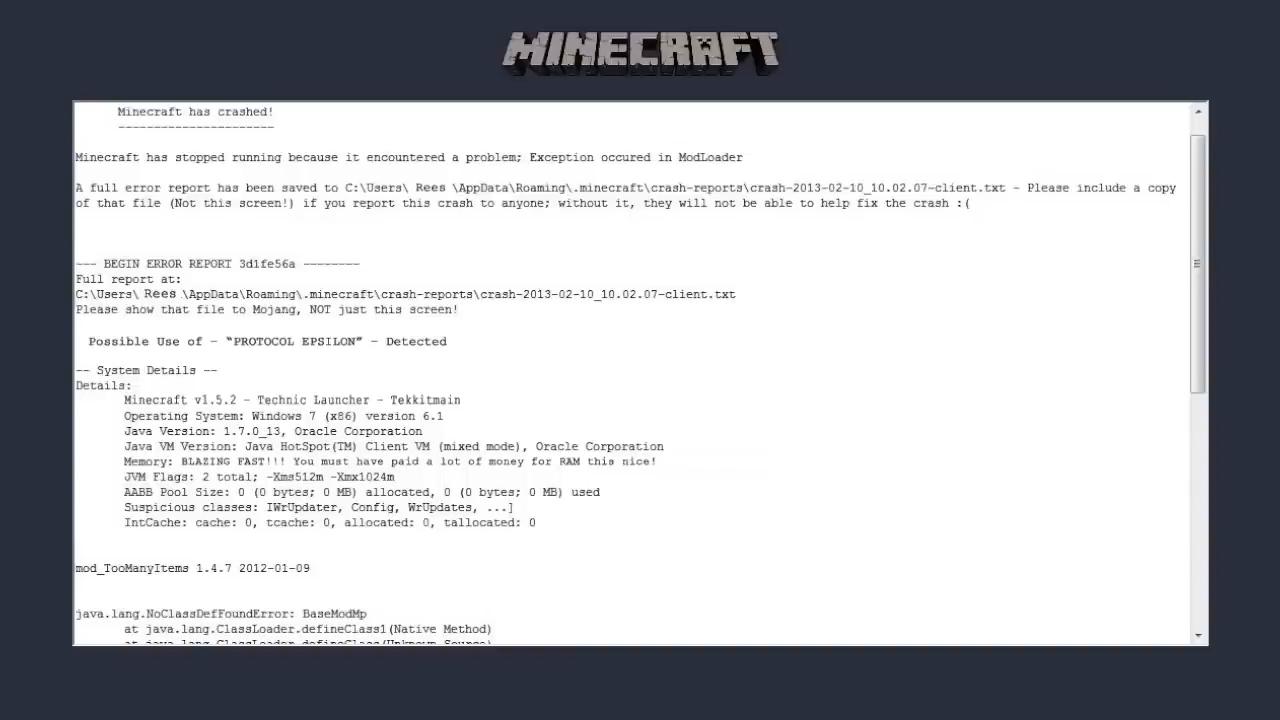 MINECRAFT
Minecraft has crashed!
----------------------
Minecraft has stopped running because it encountered a problem; Exception occured in ModLoader
A full error report has been saved to C:\Users\ Rees \AppData\Roaming\.minecraft\crash-reports\crash-2013-02-10_10.02.07-client.txt - Please include a copy
of that file (Not this screen!) if you report this crash to anyone; without it, they will not be able to help fix the crash :(
--- BEGIN ERROR REPORT 3d1fe56a --------
Full report at:
C:\Users\ Rees \AppData\Roaming\.minecraft\crash-reports\crash-2013-02-10_10.02.07-client.txt
Please show that file to Mojang, NOT just this screen!
Possible Use of - “PROTOCOL EPSILON” - Detected
-- System Details --
Details:
Minecraft v1.5.2 - Technic Launcher - Tekkitmain
Operating System: Windows 7 (x86) version 6.1
Java Version: 1.7.0_13, Oracle Corporation
Java VM Version: Java HotSpot(TM) Client VM (mixed mode), Oracle Corporation
Memory: BLAZING FAST!!! You must have paid a lot of money for RAM this nice!
JVM Flags: 2 total; -Xms512m -Xmx1024m
AABB Pool Size: 0 (0 bytes; 0 MB) allocated, 0 (0 bytes; 0 MB) used
Suspicious classes: IWrUpdater, Config, WrUpdates, ...]
IntCache: cache: 0, tcache: 0, allocated: 0, tallocated: 0
mod_TooManyItems 1.4.7 2012-01-09
java.lang.NoClassDefFoundError: BaseModMp
at java.lang.ClassLoader.defineClass1(Native Method)
at java.lang.ClassLoader.defineClass(Unknown Source)